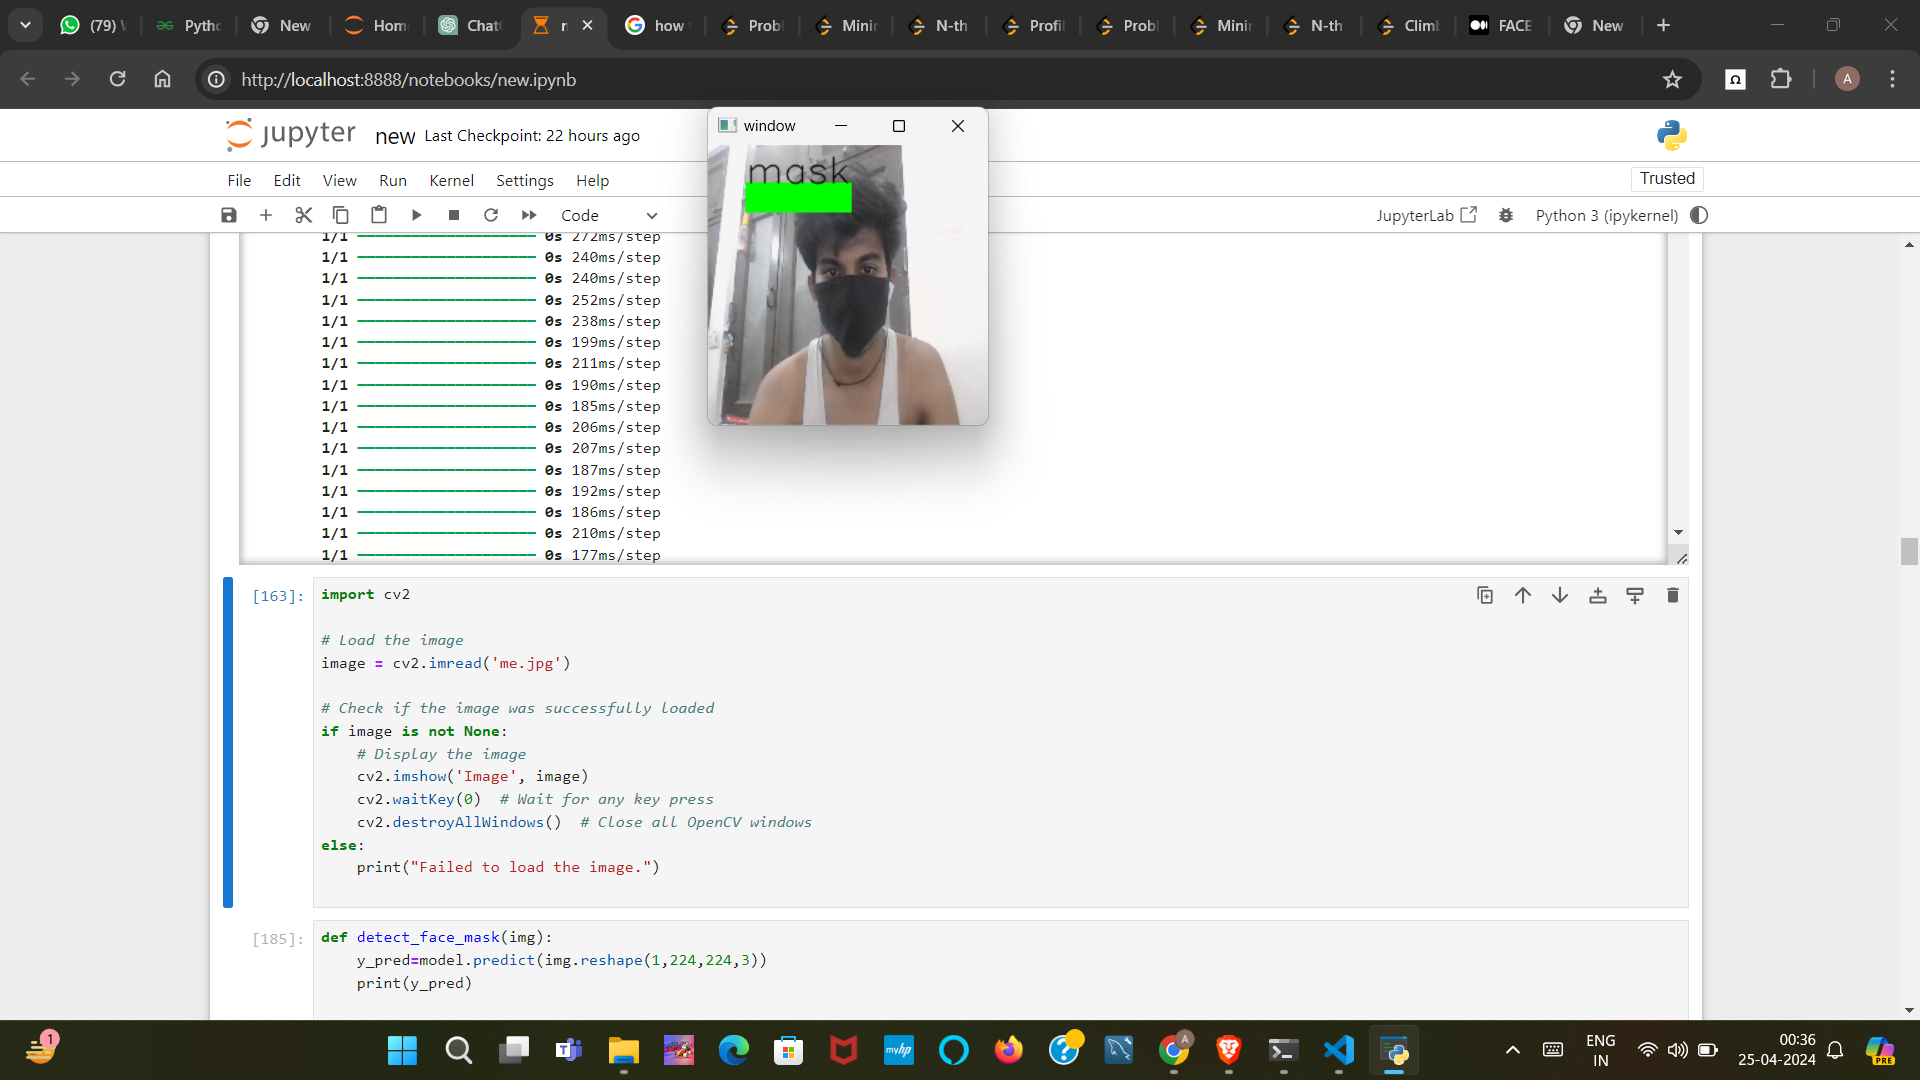 (79) V
Pytho
New
Hom
Chat
n
how
Probl
Minir
N-th
Profil
Probl
Minir
N-th
Climb
FACE
New
http://localhost:8888/notebooks/new.ipynb
A
jupyter new Last Checkpoint: 22 hours ago
window
File Edit View Run Kernel Settings Help
Trusted
Code
JupyterLab
Python 3 (ipykernel)
mask
1/1 0s 272ms/step
1/1 0s 240ms/step
1/1 0s 240ms/step
1/1 0s 252ms/step
1/1 0s 238ms/step
1/1 0s 199ms/step
1/1 0s 211ms/step
1/1 0s 190ms/step
1/1 0s 185ms/step
1/1 0s 206ms/step
1/1 0s 207ms/step
1/1 0s 187ms/step
1/1 0s 192ms/step
1/1 0s 186ms/step
1/1 0s 210ms/step
1/1 0s 177ms/step
[163]: import cv2
# Load the image
image = cv2.imread('me.jpg')
# Check if the image was successfully loaded
if image is not None:
# Display the image
cv2.imshow('Image', image)
cv2.waitKey(0)  # Wait for any key press
cv2.destroyAllWindows()  # Close all OpenCV windows
else:
print("Failed to load the image.")
[185]: def detect_face_mask(img):
y_pred=model.predict(img.reshape(1,224,224,3))
print(y_pred)
1
myhp
A
ENG
IN
00:36
25-04-2024
PRE